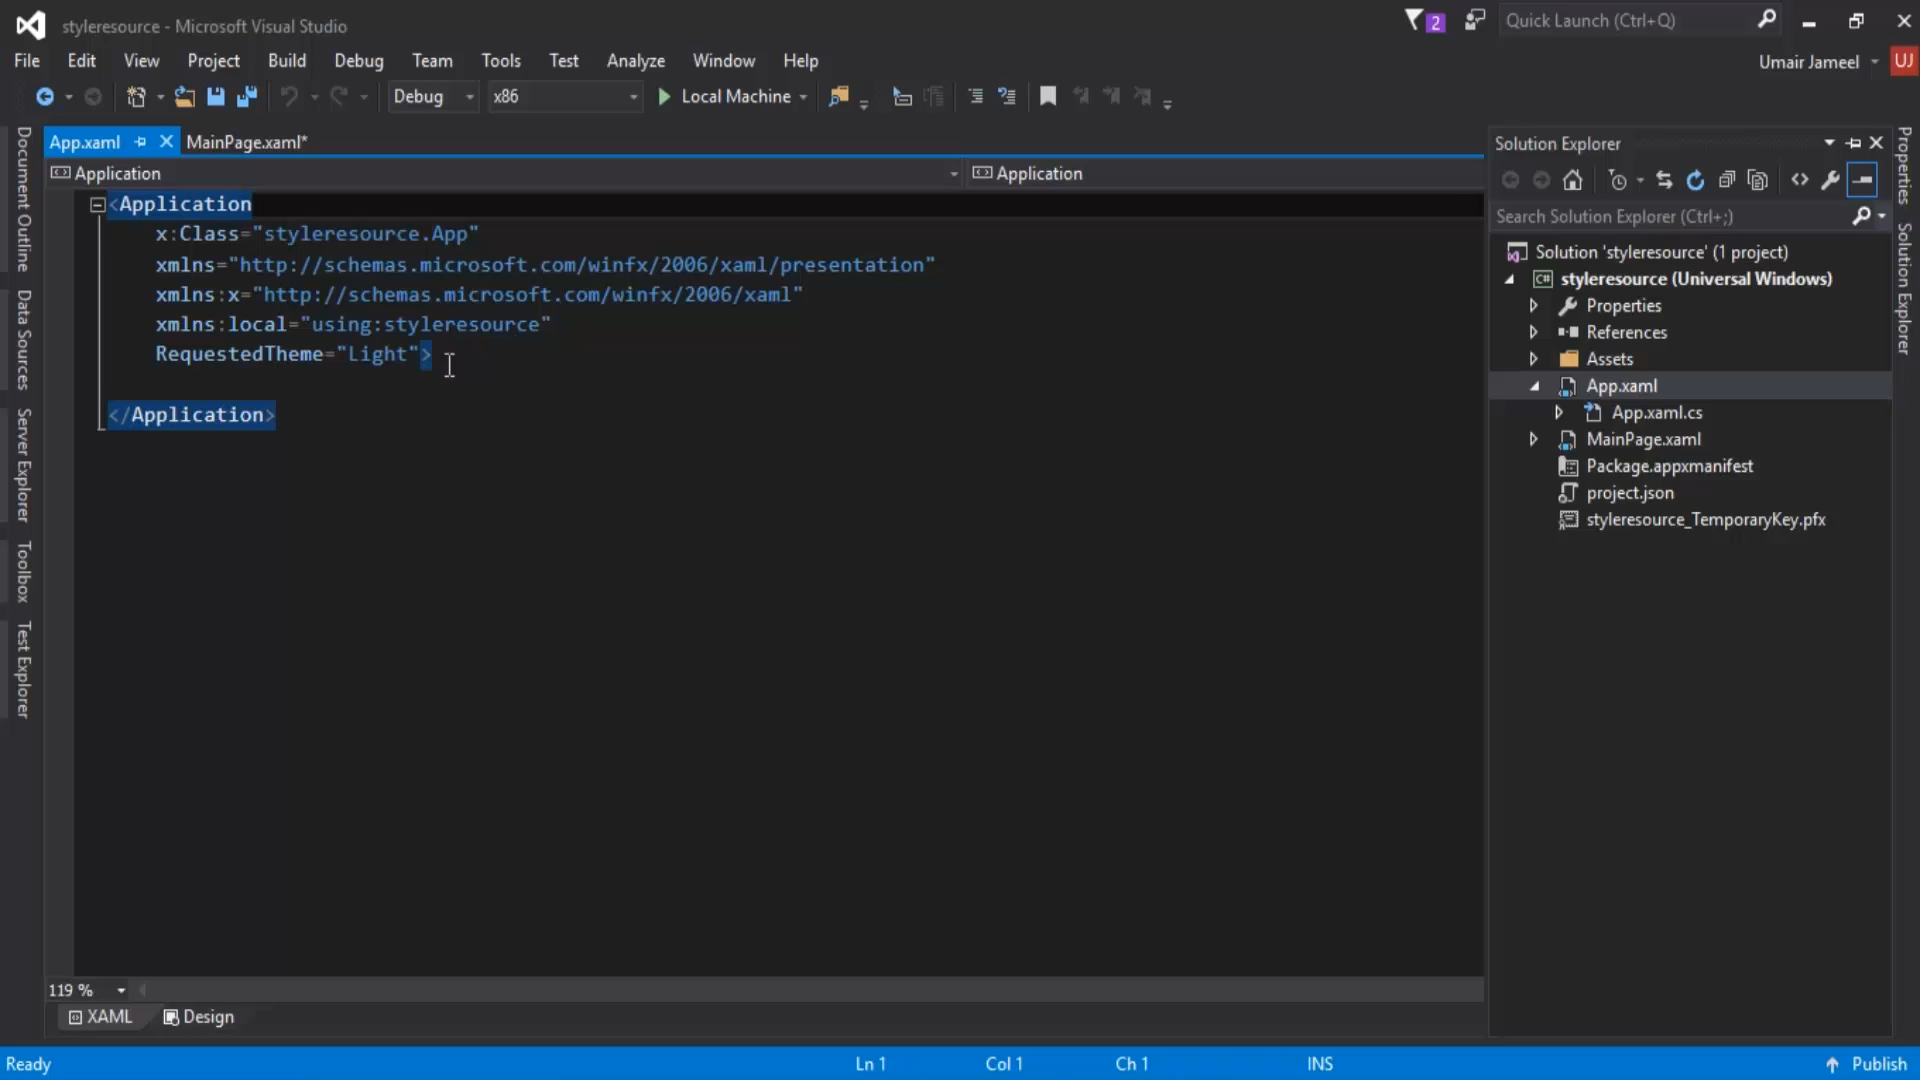 styleresource - Microsoft Visual Studio
2
Quick Launch (Ctrl+Q)
File Edit View Project Build Debug Team Tools Test Analyze Window Help
Umair Jameel
UJ
Debug x86 Local Machine
App.xaml MainPage.xaml*
Application Application
<Application
x:Class="styleresource.App"
xmlns="http://schemas.microsoft.com/winfx/2006/xaml/presentation"
xmlns:x="http://schemas.microsoft.com/winfx/2006/xaml"
xmlns:local="using:styleresource"
RequestedTheme="Light">
</Application>
Document Outline
Data Sources
Server Explorer
Toolbox
Test Explorer
Solution Explorer
Search Solution Explorer (Ctrl+;)
Solution 'styleresource' (1 project)
C# styleresource (Universal Windows)
Properties
References
Assets
App.xaml
App.xaml.cs
MainPage.xaml
Package.appxmanifest
project.json
styleresource_TemporaryKey.pfx
Properties
Solution Explorer
119 %
XAML Design
Ready Ln 1 Col 1 Ch 1 INS Publish